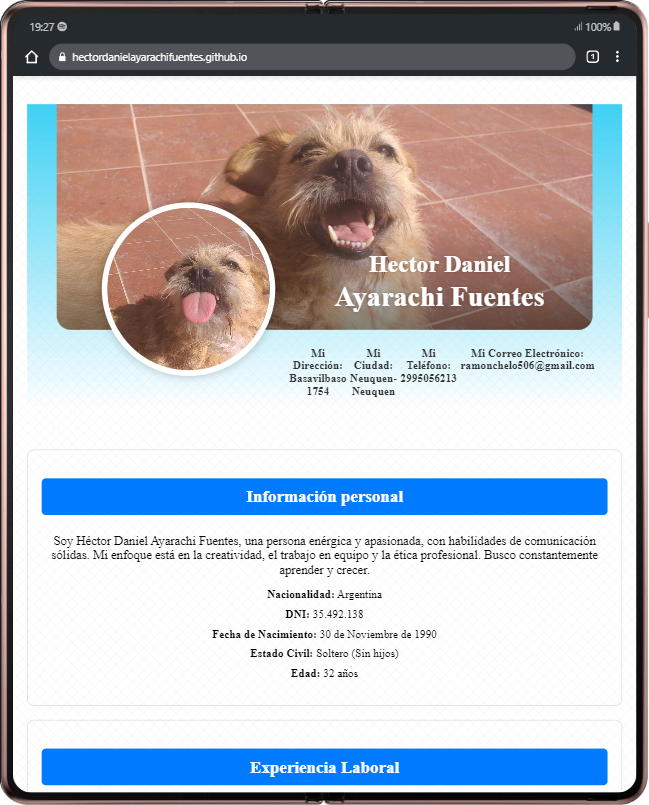 19:27
100%
hectordanielayarachifuentes.github.io
1
Hector Daniel
Ayarachi Fuentes
Mi Dirección: Basavilbaso 1754
Mi Ciudad: Neuquen-Neuquen
Mi Teléfono: 2995056213
Mi Correo Electrónico: ramonchelo506@gmail.com
Información personal
Soy Héctor Daniel Ayarachi Fuentes, una persona enérgica y apasionada, con habilidades de comunicación
sólidas. Mi enfoque está en la creatividad, el trabajo en equipo y la ética profesional. Busco constantemente
aprender y crecer.
Nacionalidad: Argentina
DNI: 35.492.138
Fecha de Nacimiento: 30 de Noviembre de 1990
Estado Civil: Soltero (Sin hijos)
Edad: 32 años
Experiencia Laboral